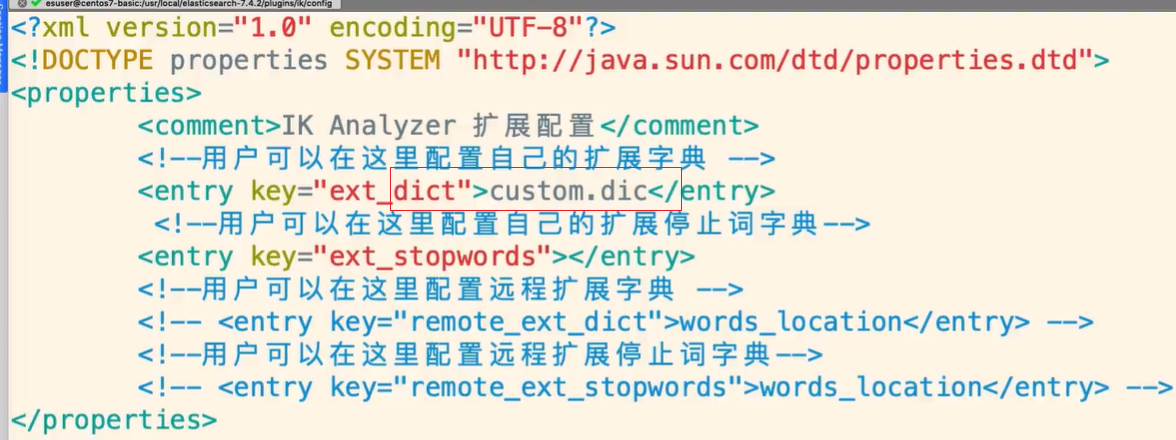 esuser@centos7-basic:/usr/local/elasticsearch-7.4.2/plugins/ik/config
<?xml version="1.0" encoding="UTF-8"?>
<!DOCTYPE properties SYSTEM "http://java.sun.com/dtd/properties.dtd">
<properties>
        <comment>IK Analyzer 扩展配置</comment>
        <!--用户可以在这里配置自己的扩展字典 -->
        <entry key="ext_dict">custom.dic</entry>
         <!--用户可以在这里配置自己的扩展停止词字典-->
        <entry key="ext_stopwords"></entry>
        <!--用户可以在这里配置远程扩展字典 -->
        <!-- <entry key="remote_ext_dict">words_location</entry> -->
        <!--用户可以在这里配置远程扩展停止词字典-->
        <!-- <entry key="remote_ext_stopwords">words_location</entry> -->
</properties>